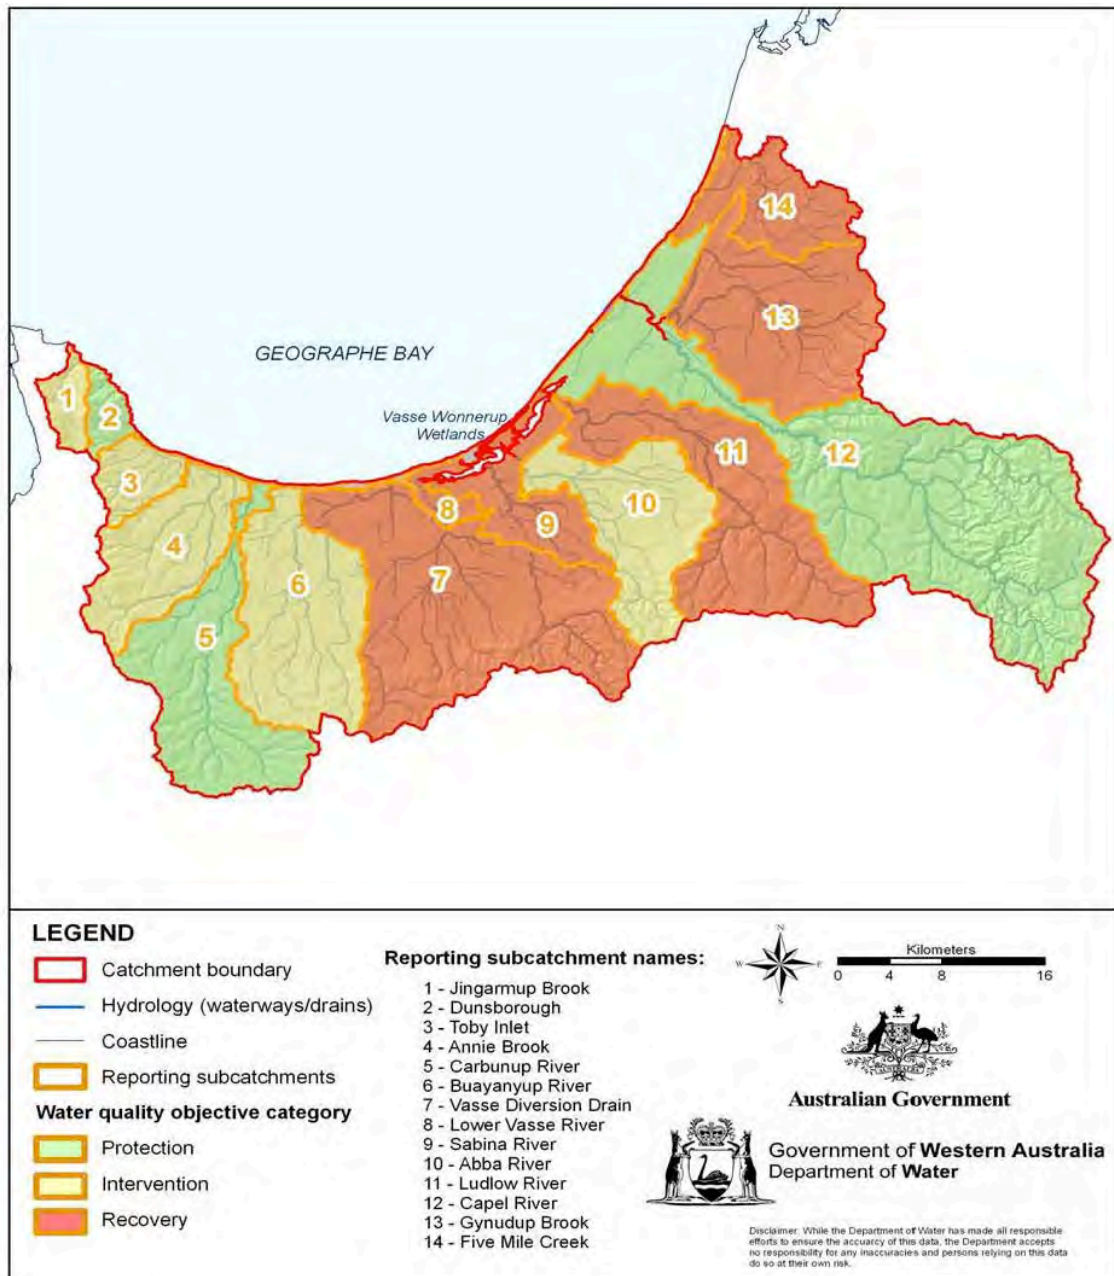 14
13
GEOGRAPHE BAY
1
2
Vasse Wonnerup
Wetlands
11
12
3
10
8
9
4
7
6
5
LEGEND
Catchment boundary
Hydrology (waterways/drains)
Coastline
Reporting subcatchments
Water quality objective category
Protection
Intervention
Recovery
Reporting subcatchment names:
1 - Jingarmup Brook
2 - Dunsborough
3 - Toby Inlet
4 - Annie Brook
5 - Carbunup River
6 - Buayanyup River
7 - Vasse Diversion Drain
8 - Lower Vasse River
9 - Sabina River
10 - Abba River
11 - Ludlow River
12 - Capel River
13 - Gynudup Brook
14 - Five Mile Creek
N
W
S
Kilometers
0 4 8 16
AUSTRALIA
Australian Government
Government of Western Australia
Department of Water
Disclaimer: While the Department of Water has made all responsible
efforts to ensure the accuarcy of this data, the Department accepts
no responsibility for any inaccuracies and persons relying on this data
do so at their own risk.